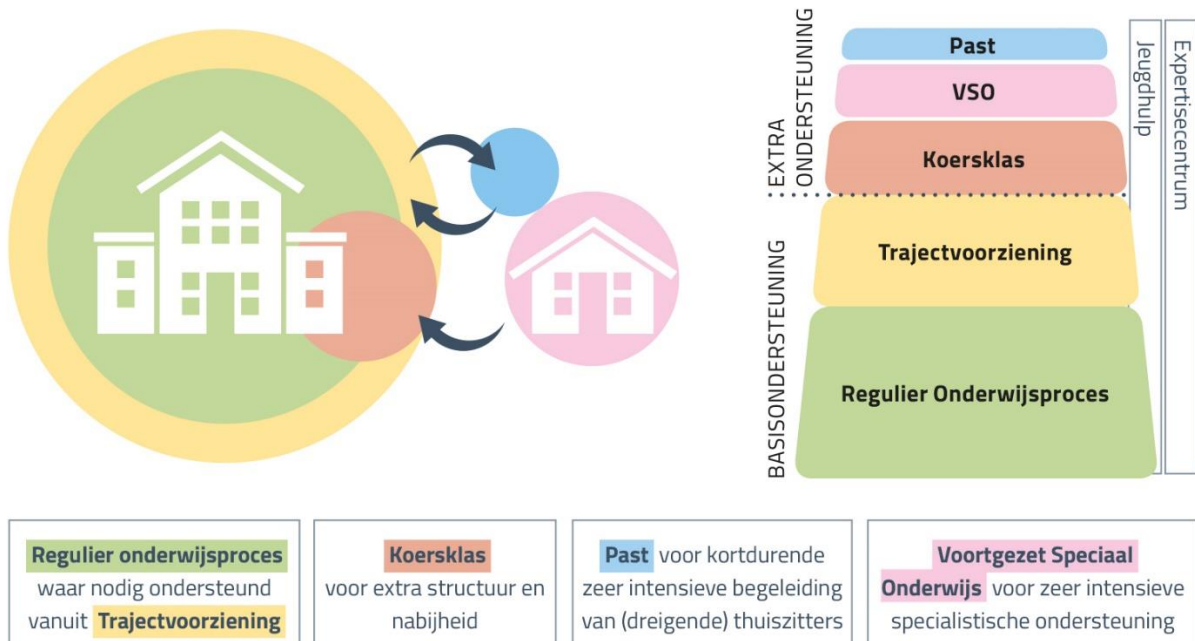 EXTRA
ONDERSTEUNING
BASISONDERSTEUNING
Past
VSO
Koersklas
Trajectvoorziening
Regulier Onderwijsproces
Jeugdhulp
Expertisecentrum
Regulier onderwijsproces
waar nodig ondersteund
vanuit Trajectvoorziening
Koersklas
voor extra structuur en
nabijheid
Past voor kortdurende
zeer intensieve begeleiding
van (dreigende) thuiszitters
Voortgezet Speciaal
Onderwijs voor zeer intensieve
specialistische ondersteuning